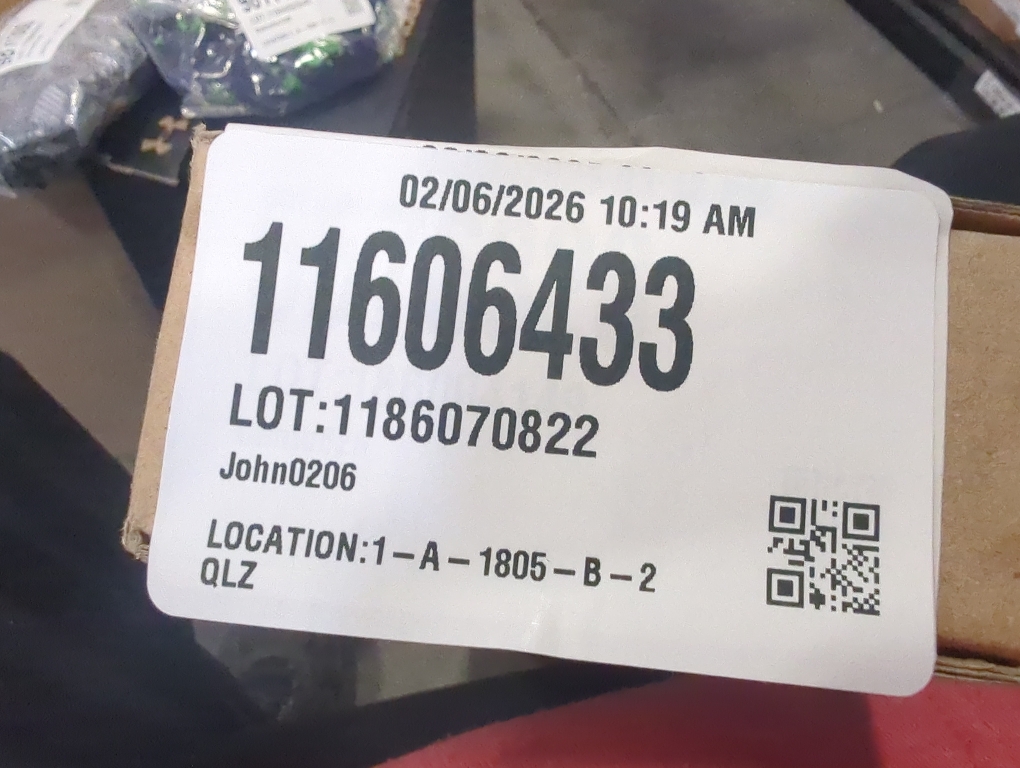 02/06/2026 10:19 AM
11606433
LOT:1186070822
John0206
LOCATION:1-A-1805-B-2
QLZ